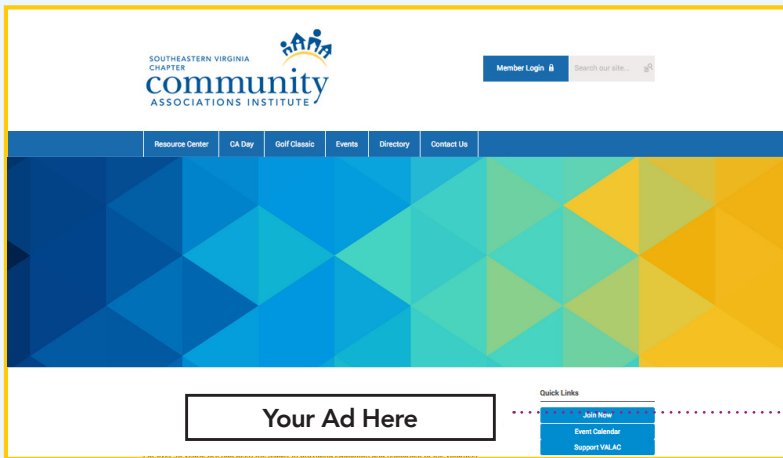 SOUTHEASTERN VIRGINIA
CHAPTER
community
ASSOCIATIONS INSTITUTE
Member Login
Search our site...
Resource Center
CA Day
Golf Classic
Events
Directory
Contact Us
Your Ad Here
Quick Links
Join Now
Event Calendar
Support VALAC